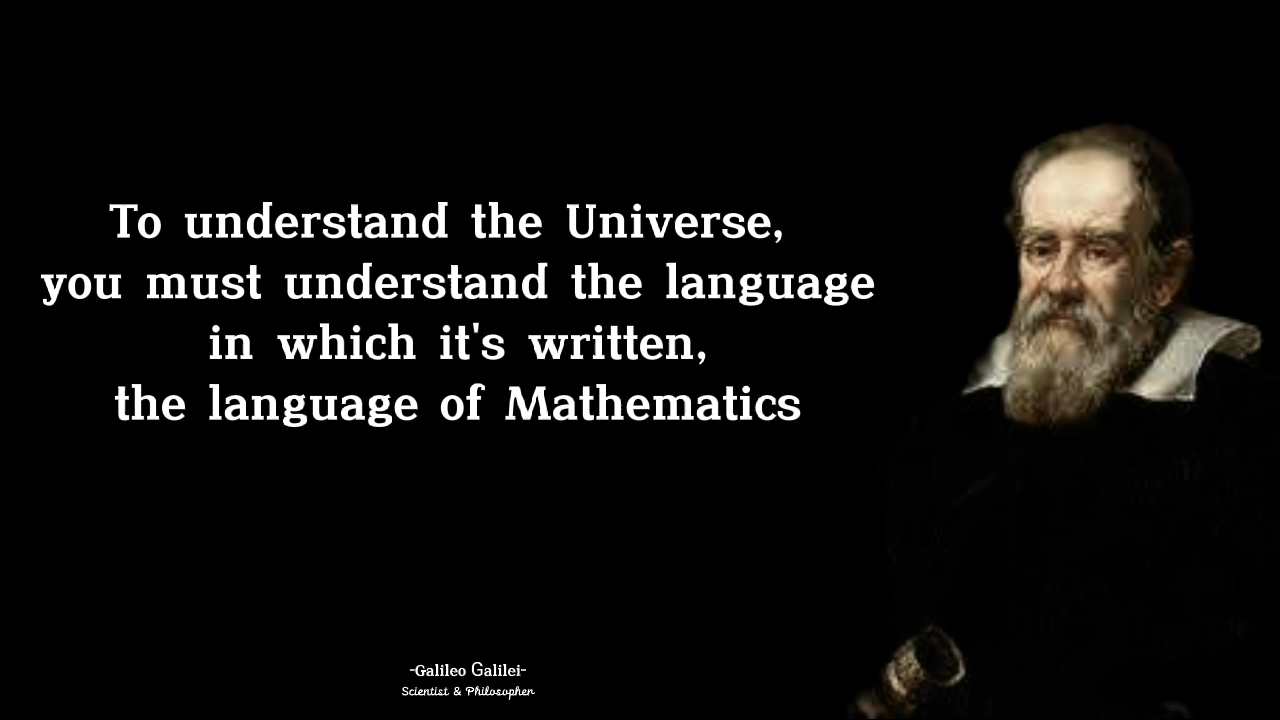 To understand the Universe,
you must understand the language
in which it's written,
the language of Mathematics
-Galileo Galilei-
Scientist & Philosopher